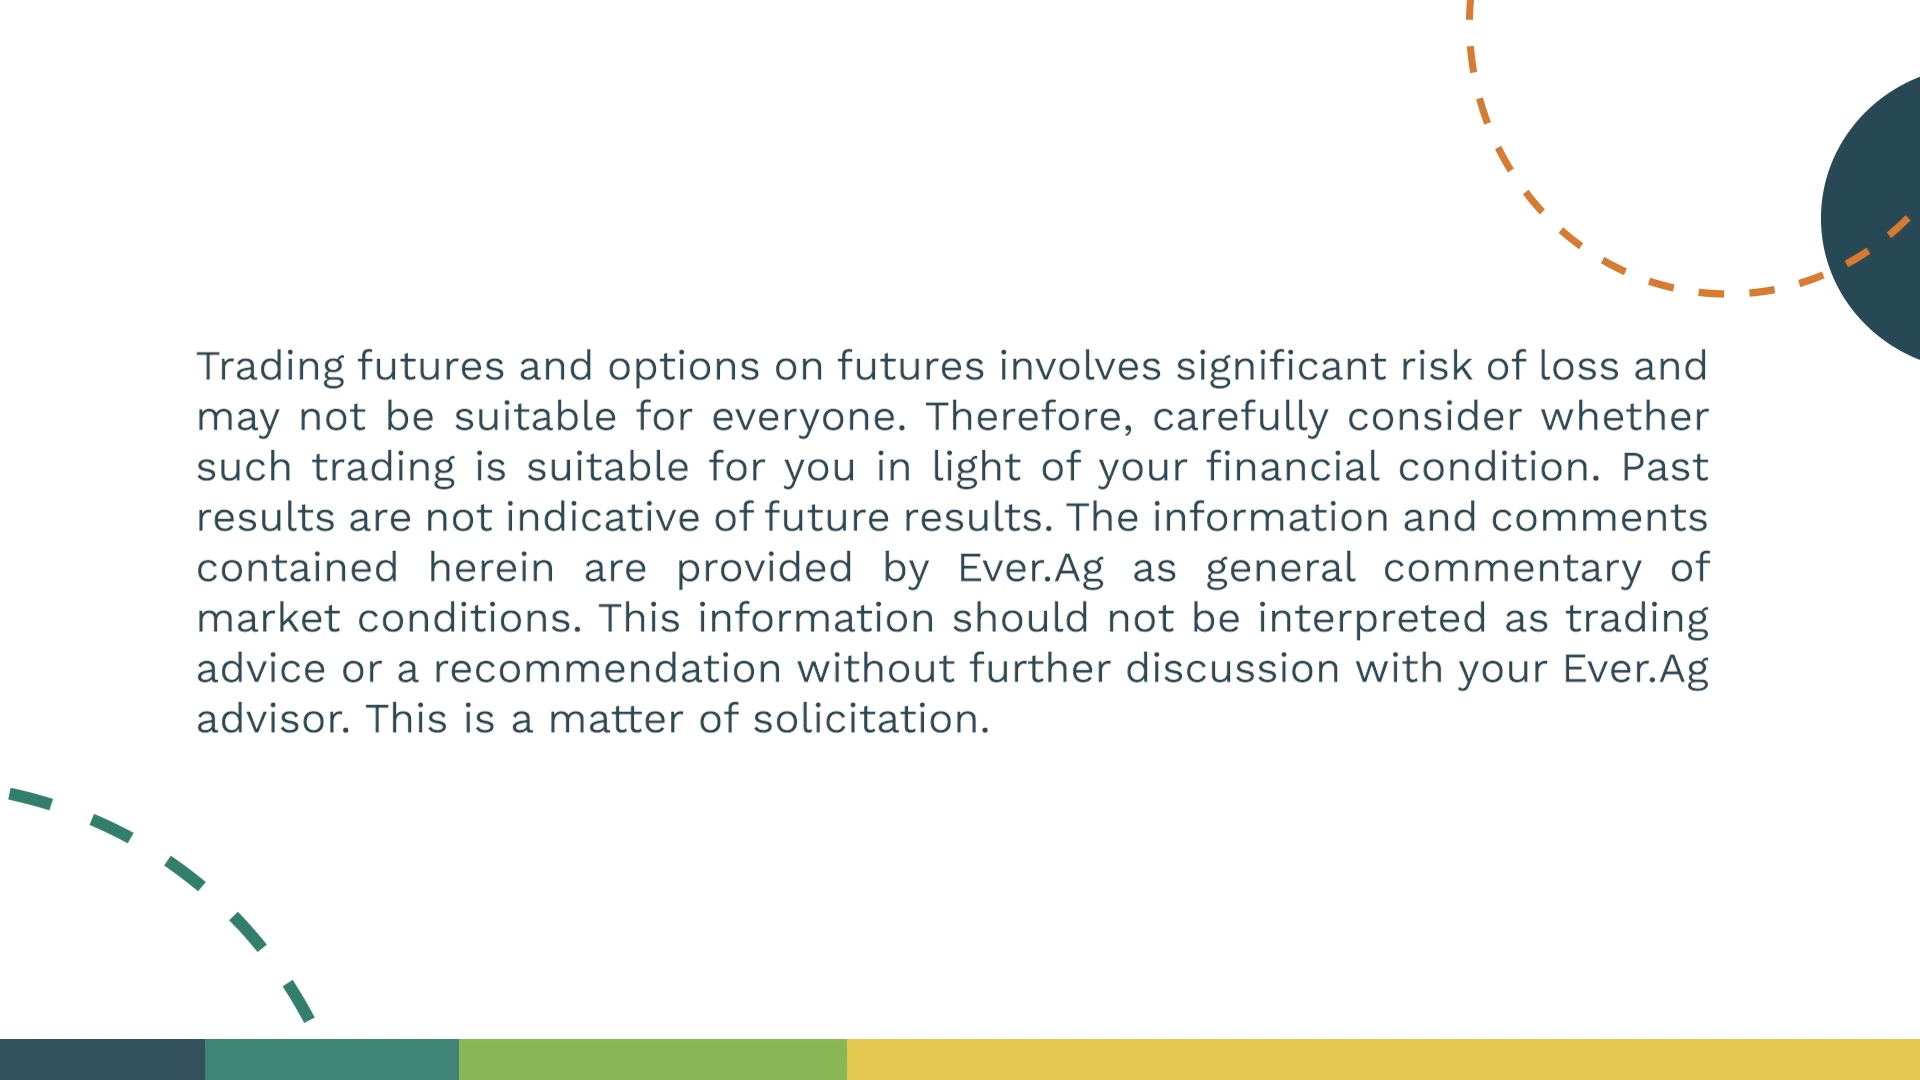 Trading futures and options on futures involves significant risk of loss and
may not be suitable for everyone. Therefore, carefully consider whether
such trading is suitable for you in light of your financial condition. Past
results are not indicative of future results. The information and comments
contained herein are provided by Ever.Ag as general commentary of
market conditions. This information should not be interpreted as trading
advice or a recommendation without further discussion with your Ever.Ag
advisor. This is a matter of solicitation.